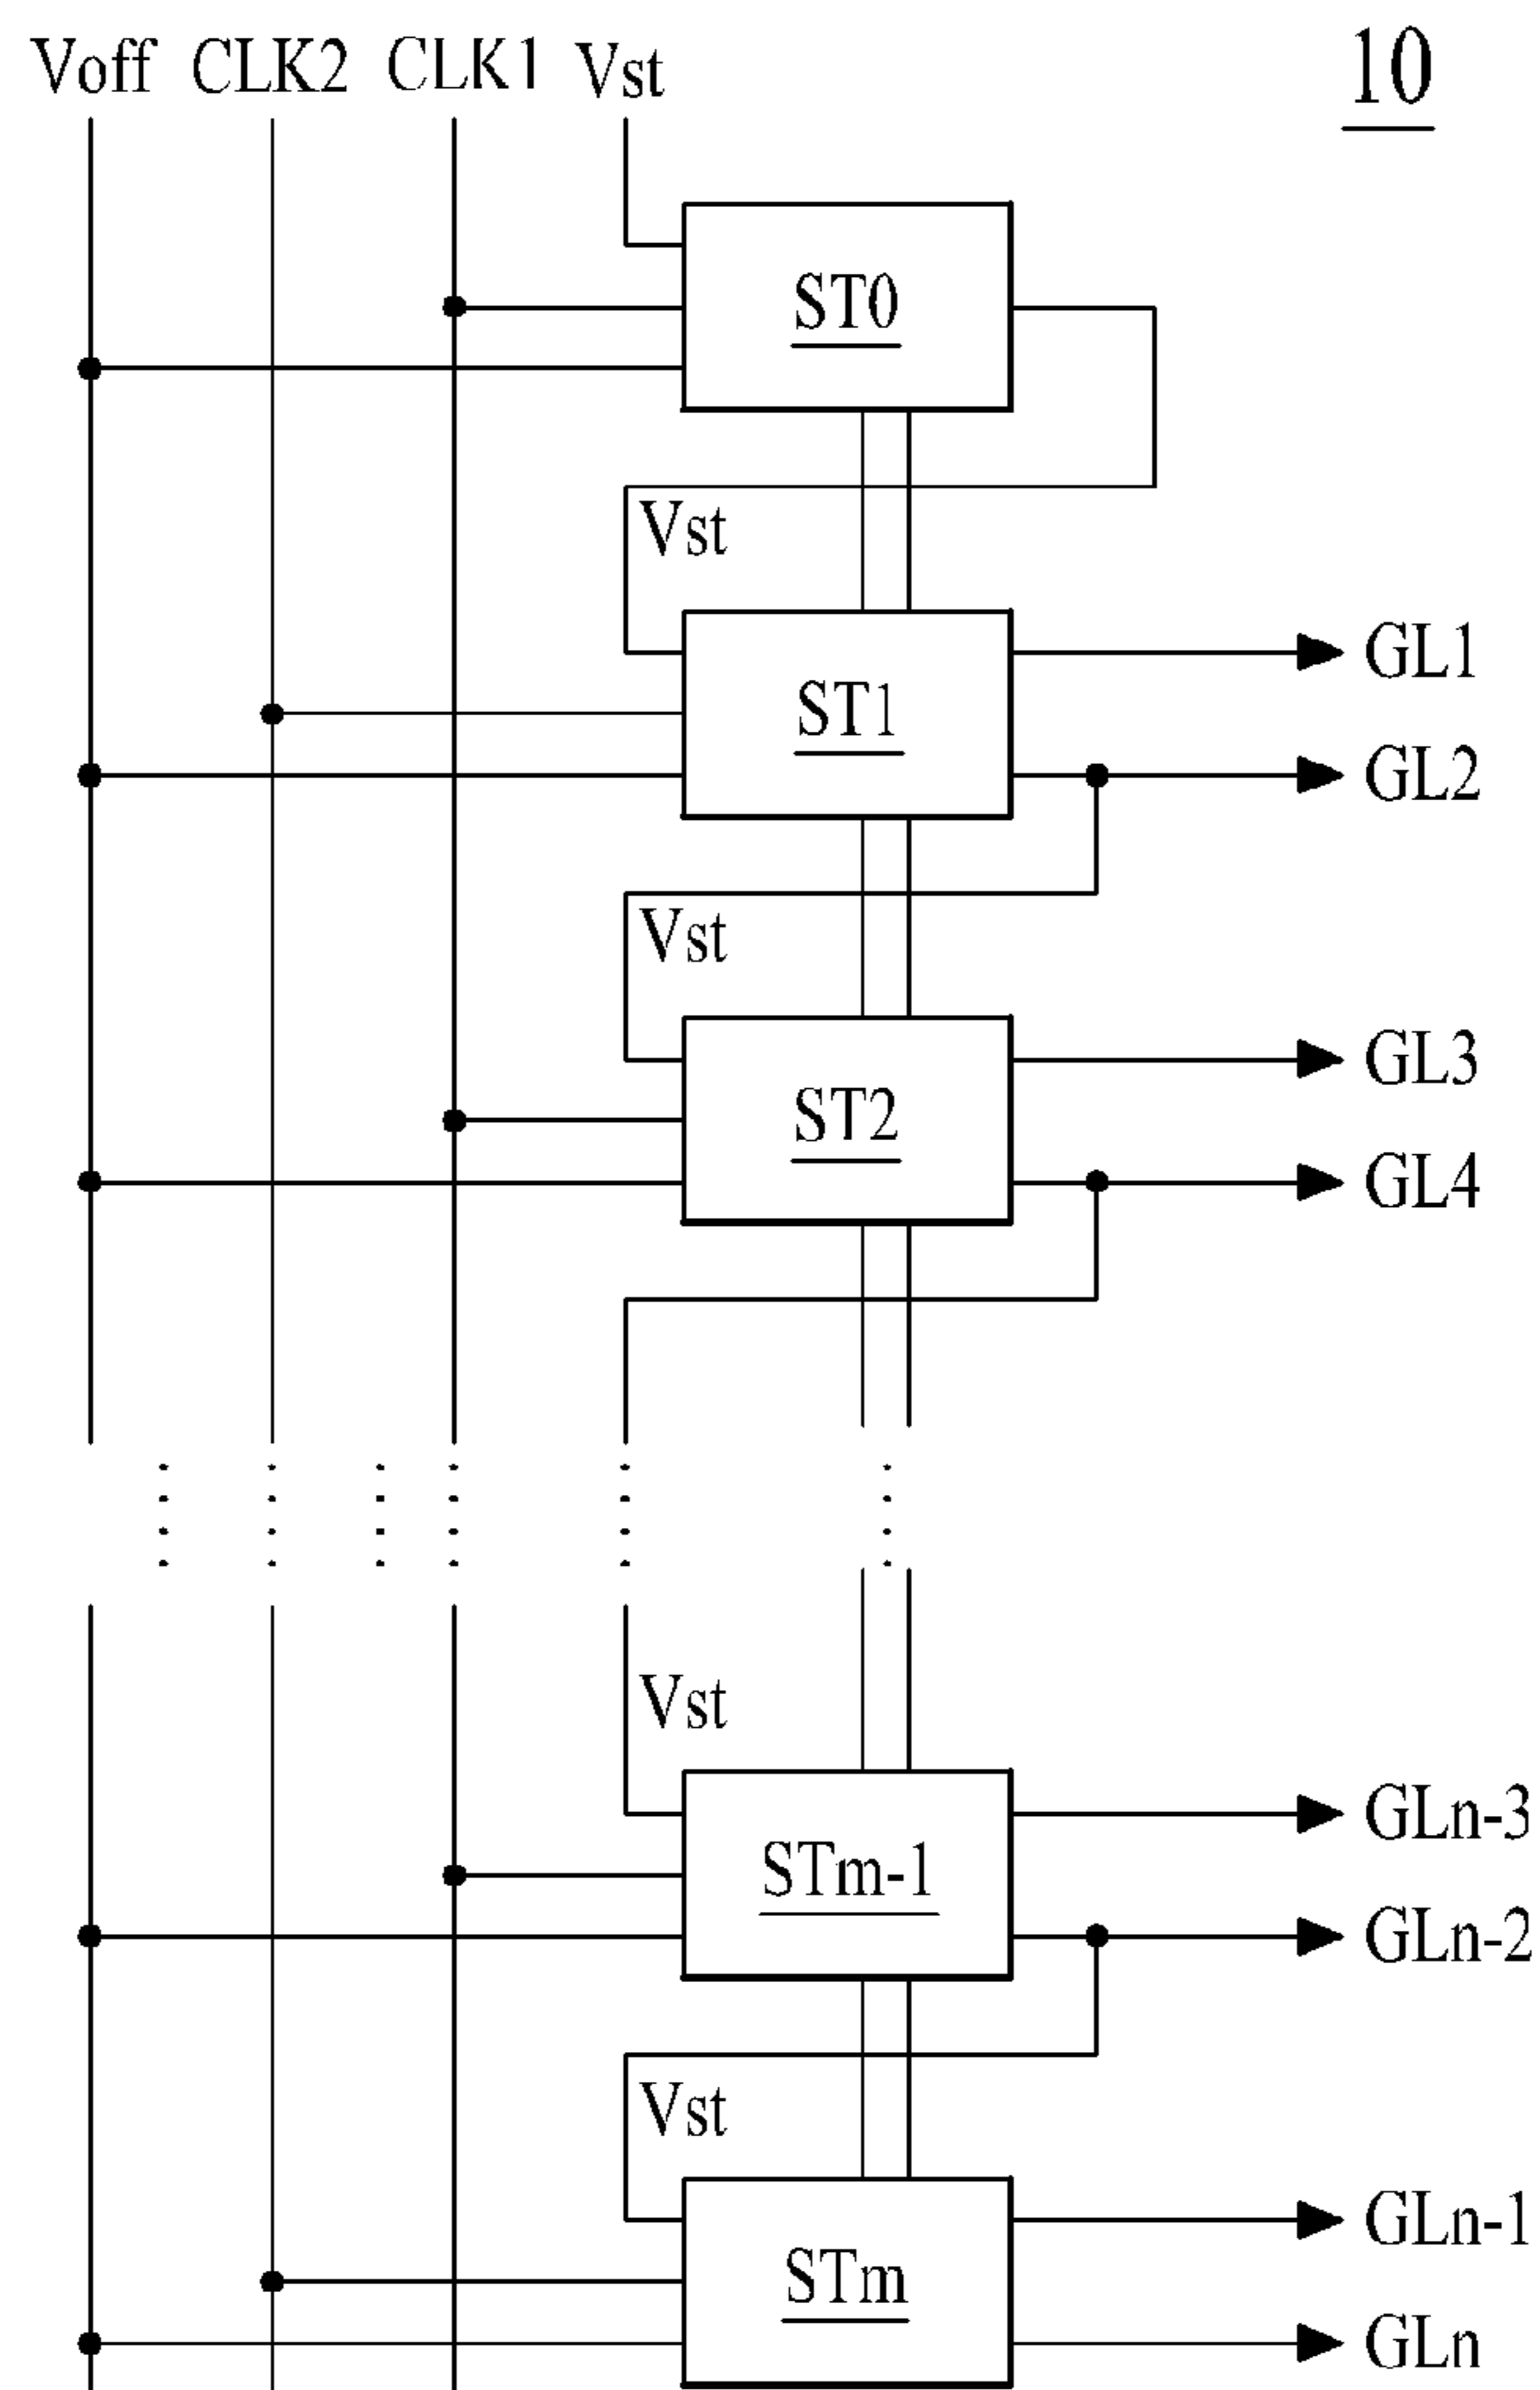 Voff CLK2 CLK1 Vst
10
ST0
Vst
GL1
ST1
GL2
Vst
GL3
ST2
GL4
Vst
GLn-3
STm-1
GLn-2
Vst
GLn-1
STm
GLn